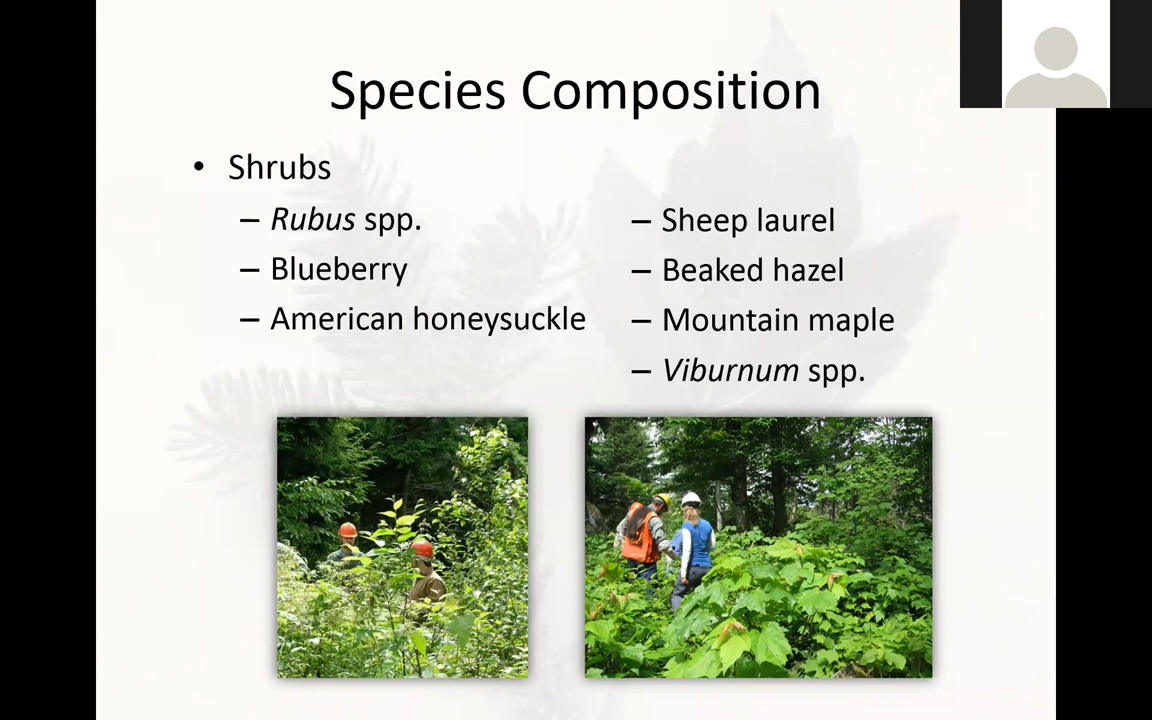 Species Composition
• Shrubs
– Rubus spp.
– Blueberry
– American honeysuckle
– Sheep laurel
– Beaked hazel
– Mountain maple
– Viburnum spp.